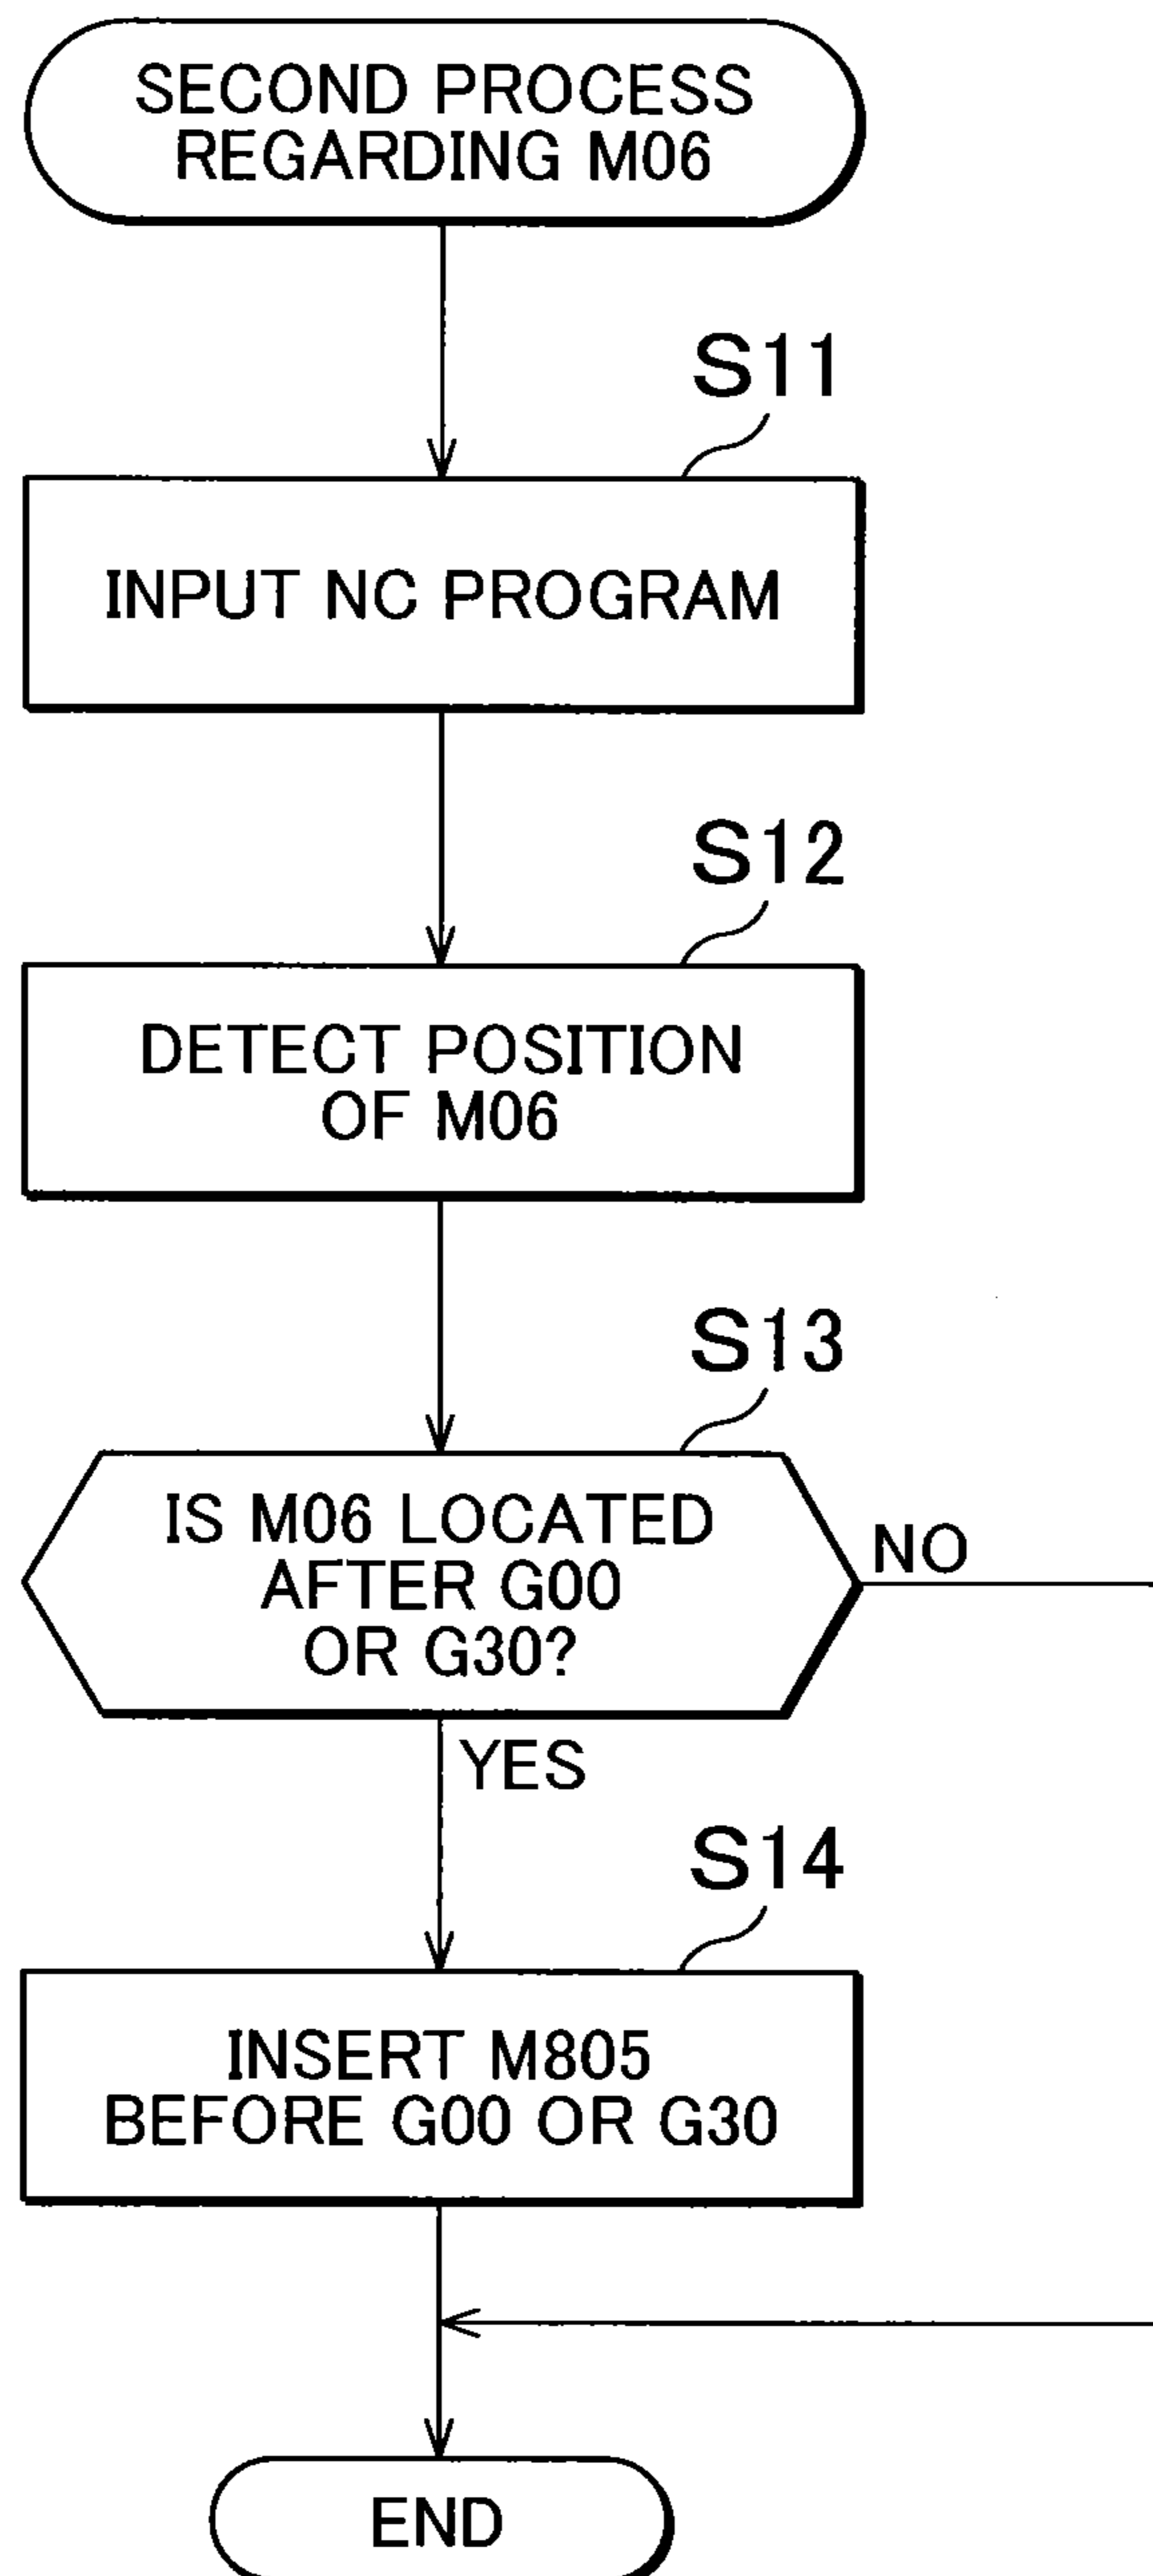 SECOND PROCESS
REGARDING M06
S11
INPUT NC PROGRAM
S12
DETECT POSITION
OF M06
S13
IS M06 LOCATED
AFTER G00
OR G30?
NO
YES
S14
INSERT M805
BEFORE G00 OR G30
END